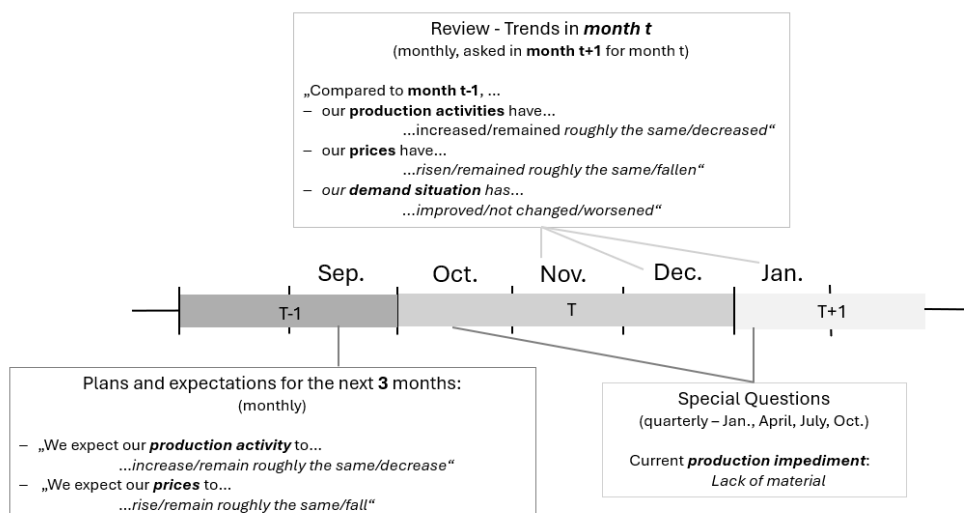 Review - Trends in month t
(monthly, asked in month t+1 for month t)
„Compared to month t-1, ...
– our production activities have...
...increased/remained roughly the same/decreased“
– our prices have...
...risen/remained roughly the same/fallen“
– our demand situation has...
...improved/not changed/worsened“
Sep. Oct. Nov. Dec. Jan.
T-1 T T+1
Plans and expectations for the next 3 months:
(monthly)
– „We expect our production activity to...
...increase/remain roughly the same/decrease“
– „We expect our prices to...
...rise/remain roughly the same/fall“
Special Questions
(quarterly – Jan., April, July, Oct.)
Current production impediment:
Lack of material